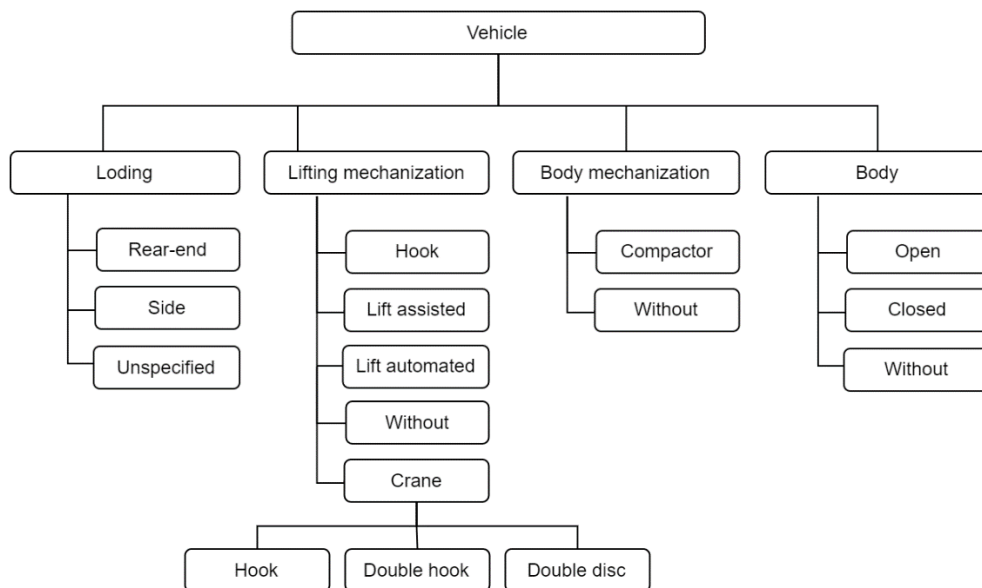 Vehicle
Loding
Lifting mechanization
Body mechanization
Body
Rear-end
Hook
Compactor
Open
Side
Lift assisted
Without
Closed
Unspecified
Lift automated
Without
Without
Crane
Hook
Double hook
Double disc